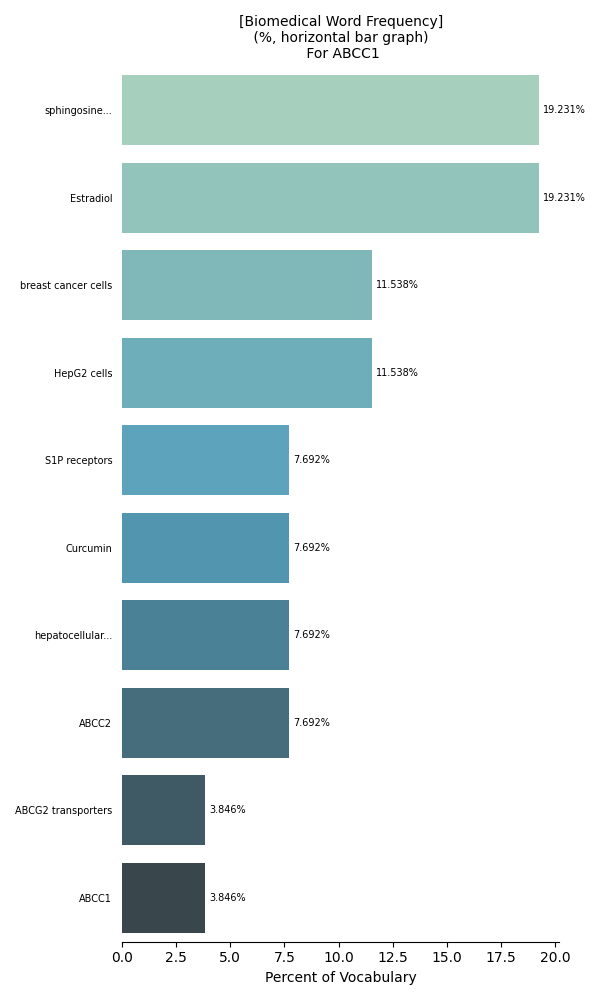 [Biomedical Word Frequency]
(%, horizontal bar graph)
For ABCC1
sphingosine... 19.231%
Estradiol 19.231%
breast cancer cells 11.538%
HepG2 cells 11.538%
S1P receptors 7.692%
Curcumin 7.692%
hepatocellular... 7.692%
ABCC2 7.692%
ABCG2 transporters 3.846%
ABCC1 3.846%
0.0 2.5 5.0 7.5 10.0 12.5 15.0 17.5 20.0
Percent of Vocabulary